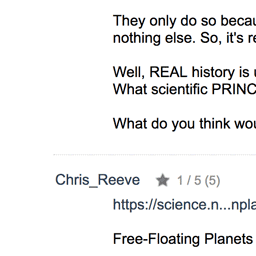 They only do so becau
nothing else. So, it's re
Well, REAL history is u
What scientific PRINC
What do you think wou
Chris_Reeve ★ 1 / 5 (5)
https://science.n...npla
Free-Floating Planets